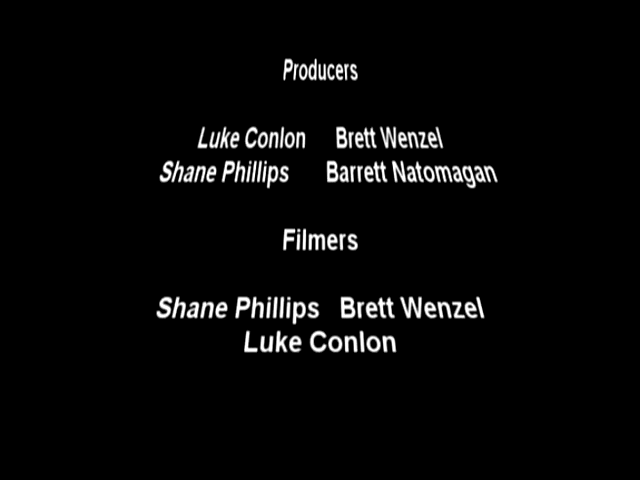 Producers
Luke Conlon Brett Wenzel
Shane Phillips Barrett Natomagan
Filmers
Shane Phillips Brett Wenzel
Luke Conlon